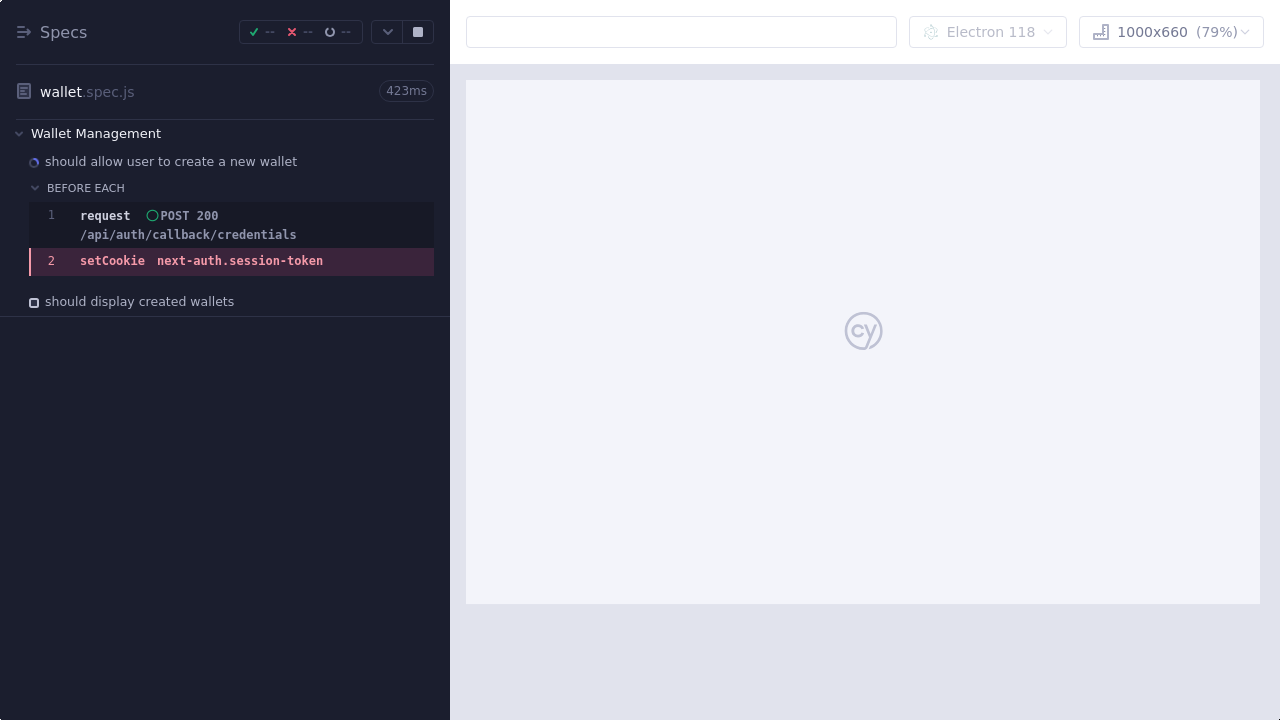 Specs
--
--
--
Electron 118
1000x660 (79%)
wallet.spec.js
423ms
Wallet Management
should allow user to create a new wallet
BEFORE EACH
1 request POST 200
/api/auth/callback/credentials
2 setCookie next-auth.session-token
should display created wallets
cy